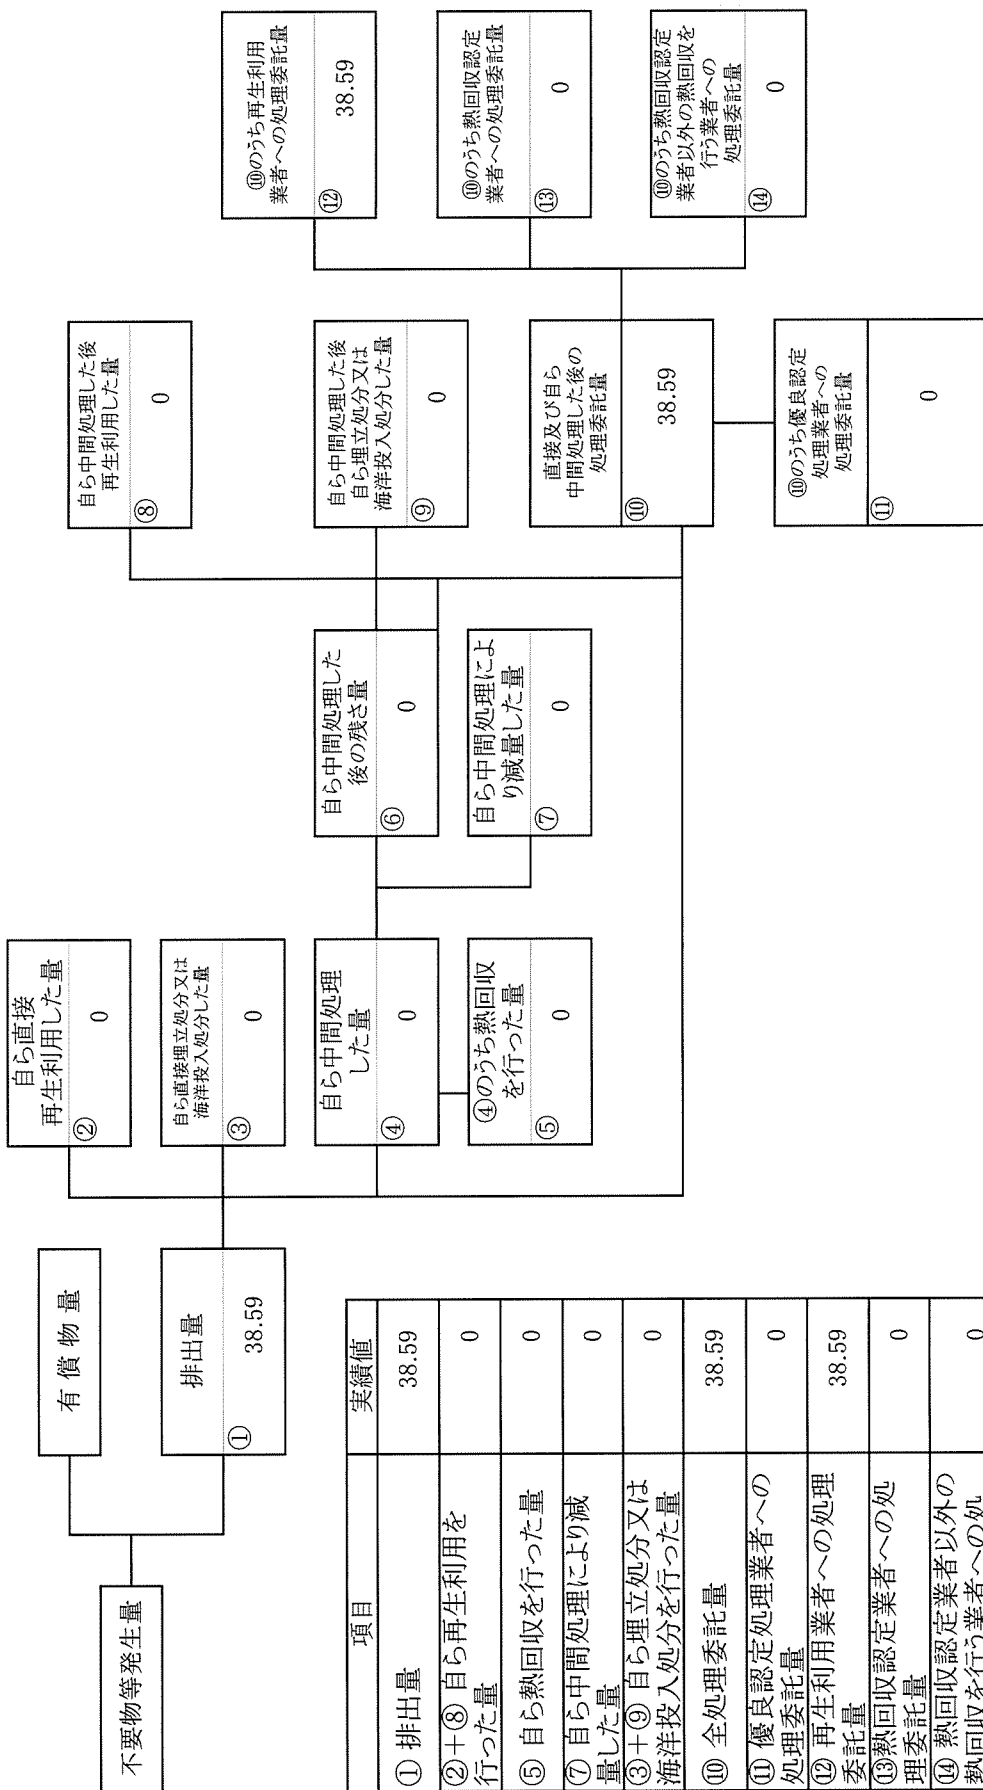 不要物等発生量
有償物量
排出量
①
38.59
自ら直接
再生利用した量
②
0
自ら直接埋立処分又は
海洋投入処分した量
③
0
自ら中間処理
した量
④
0
④のうち熱回収
を行った量
⑤
0
自ら中間処理した
後の残さ量
⑥
0
自ら中間処理によ
り減量した量
⑦
0
自ら中間処理した後
再生利用した量
⑧
0
自ら中間処理した後
自ら埋立処分又は
海洋投入処分した量
⑨
0
直接及び自ら
中間処理した後の
処理委託量
⑩
38.59
⑩のうち優良認定
処理業者への
処理委託量
⑪
0
⑩のうち再生利用
業者への処理委託量
⑫
38.59
⑩のうち熱回収認定
業者への処理委託量
⑬
0
⑩のうち熱回収認定
業者以外の熱回収を
行う業者への
処理委託量
⑭
0
項目 実績値
① 排出量 38.59
②+⑧ 自ら再生利用を
行った量 0
⑤ 自ら熱回収を行った量 0
⑦ 自ら中間処理により減
量した量 0
③+⑨ 自ら埋立処分又は
海洋投入処分を行った量 0
⑩ 全処理委託量 38.59
⑪ 優良認定処理業者への
処理委託量 0
⑫ 再生利用業者への処理
委託量 38.59
⑬熱回収認定業者への処
理委託量 0
⑭ 熱回収認定業者以外の
熱回収を行う業者への処 0